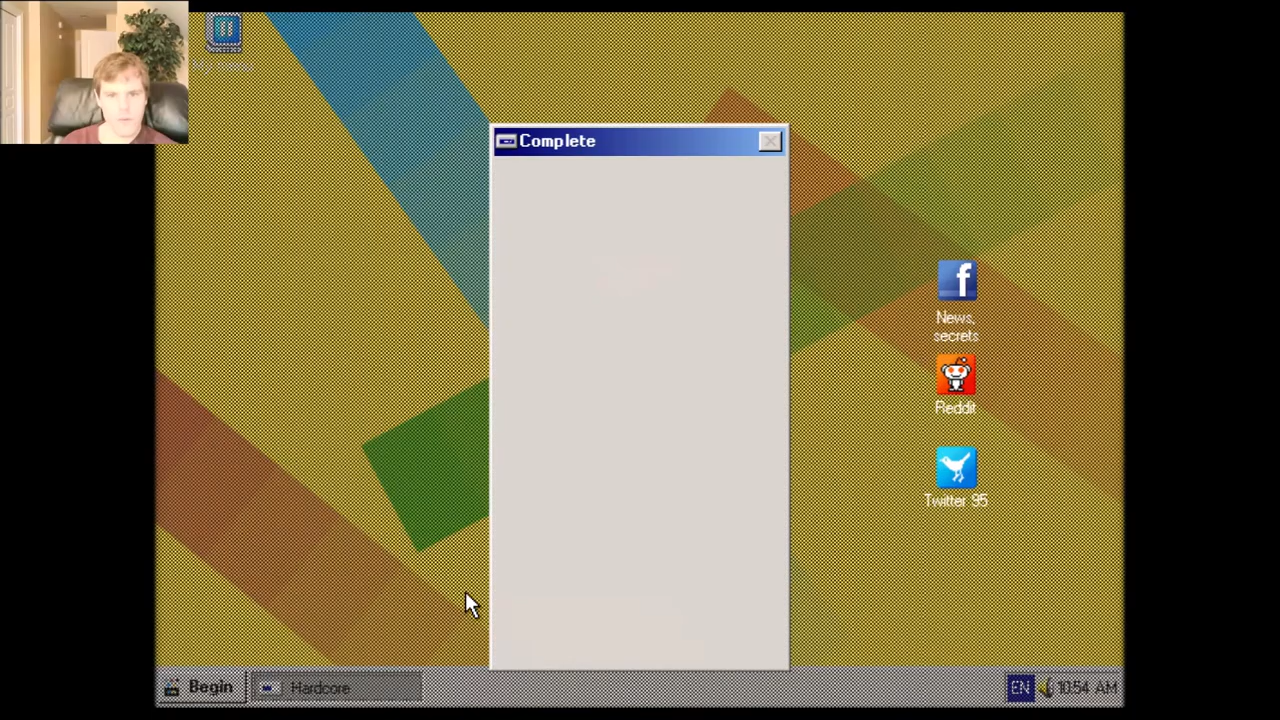 Complete
News,
secrets
Reddit
Twitter 95
Begin
Hardcore
EN
10:54 AM